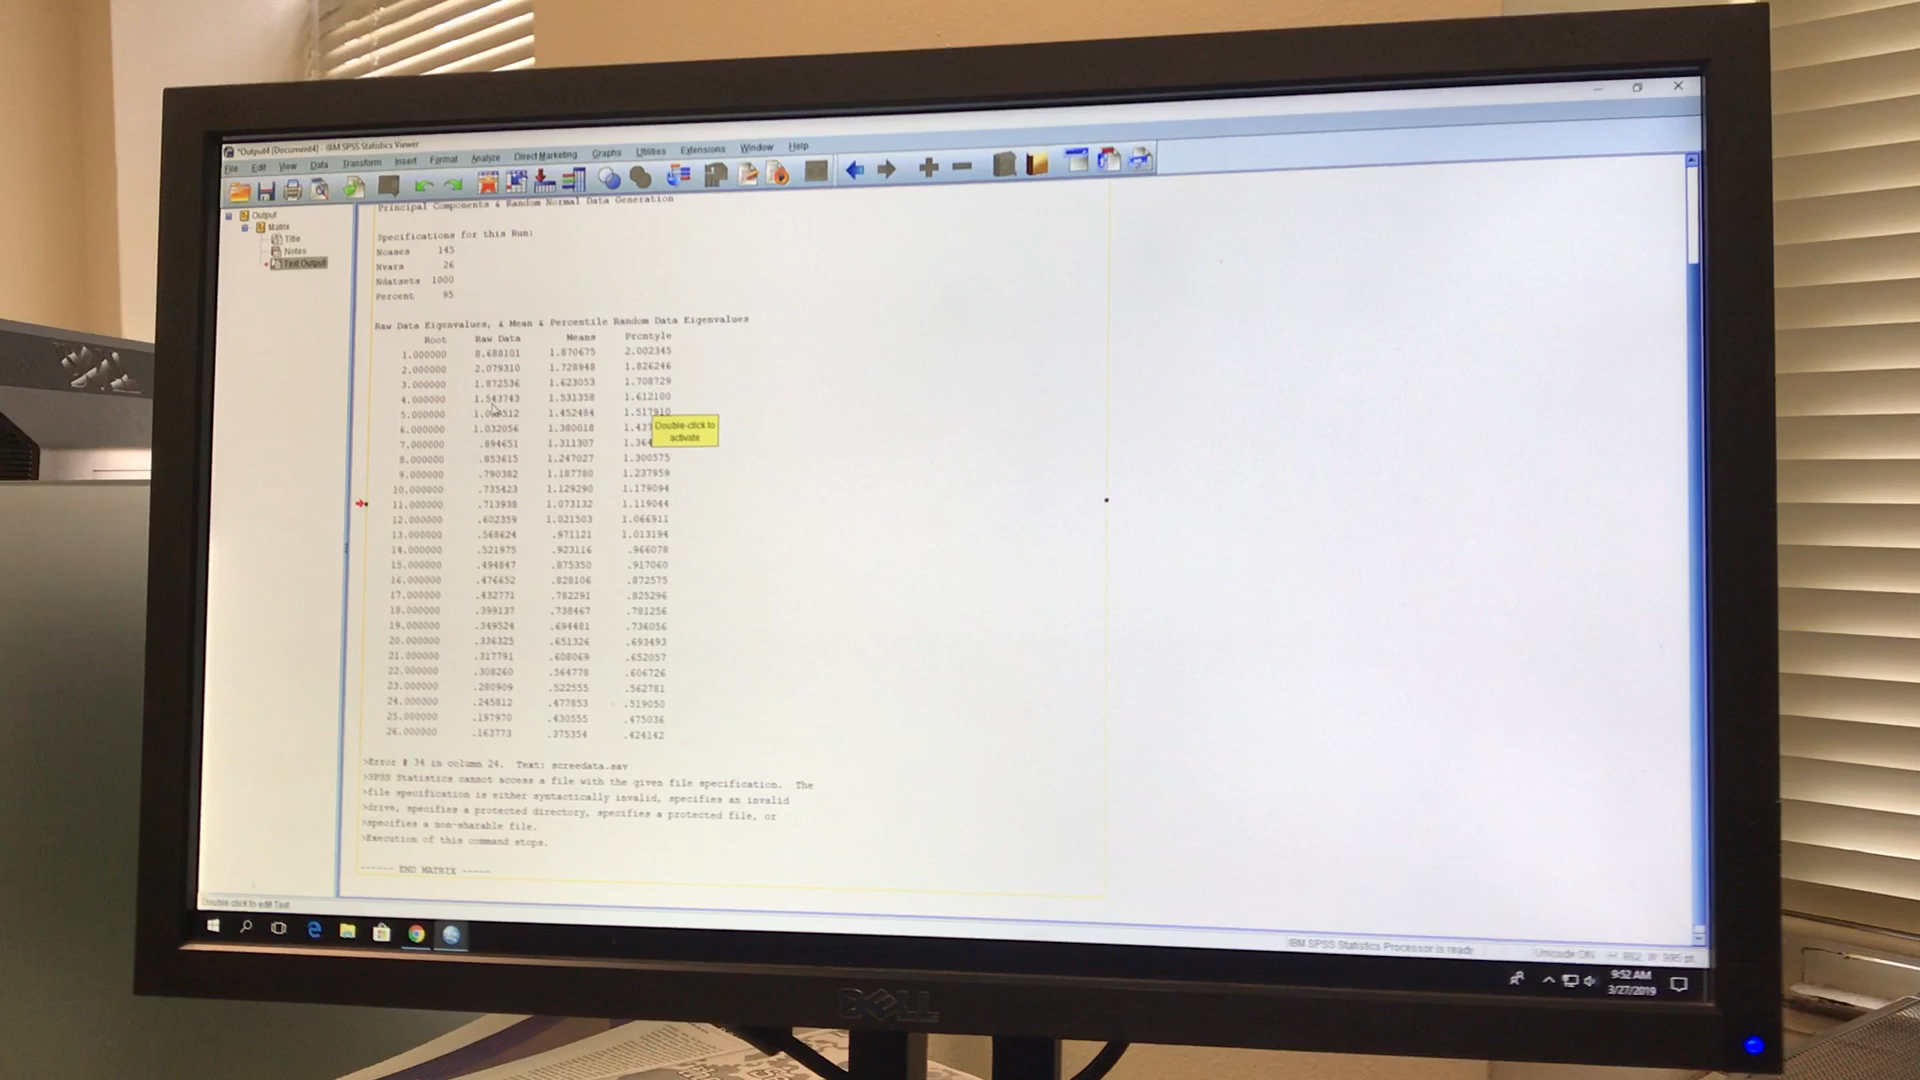 *Output4 [Document4] - IBM SPSS Statistics Viewer
File Edit View Data Transform Insert Format Analyze Direct Marketing Graphs Utilities Extensions Window Help
Output
Matrix
Title
Notes
Text Output
Principal Components & Random Normal Data Generation
Specifications for this Run:
Ncases 145
Nvars 26
Ndatsets 1000
Percent 95
Raw Data Eigenvalues, & Mean & Percentile Random Data Eigenvalues
Root Raw Data Means Prcntyle
1.000000 8.688101 1.870675 2.002345
2.000000 2.079310 1.728948 1.826246
3.000000 1.872536 1.623053 1.708729
4.000000 1.543743 1.531358 1.612100
5.000000 1.452484 1.517910
6.000000 1.032056 1.380018 1.437
7.000000 .894651 1.311307 1.364
8.000000 .853615 1.247027 1.300575
9.000000 .790382 1.187780 1.237959
10.000000 .735423 1.129290 1.179094
11.000000 .713938 1.073132 1.119044
12.000000 .602359 1.021503 1.066911
13.000000 .568624 .971121 1.013194
14.000000 .521975 .923116 .966078
15.000000 .494847 .875350 .917060
16.000000 .476652 .828106 .872575
17.000000 .432771 .782291 .825296
18.000000 .399137 .738467 .781256
19.000000 .349524 .694481 .736056
20.000000 .336325 .651326 .693493
21.000000 .317791 .608069 .652057
22.000000 .308260 .564778 .606726
23.000000 .280909 .522555 .562781
24.000000 .245812 .477853 .519050
25.000000 .197970 .430555 .475036
26.000000 .163773 .375354 .424142
Double-click to
activate
>Error # 34 in column 24. Text: screedata.sav
>SPSS Statistics cannot access a file with the given file specification. The
>file specification is either syntactically invalid, specifies an invalid
>drive, specifies a protected directory, specifies a protected file, or
>specifies a non-sharable file.
>Execution of this command stops.
------ END MATRIX -----
Double click to edit Text
IBM SPSS Statistics Processor is ready Unicode:ON
9:52 AM
3/27/2019
DELL